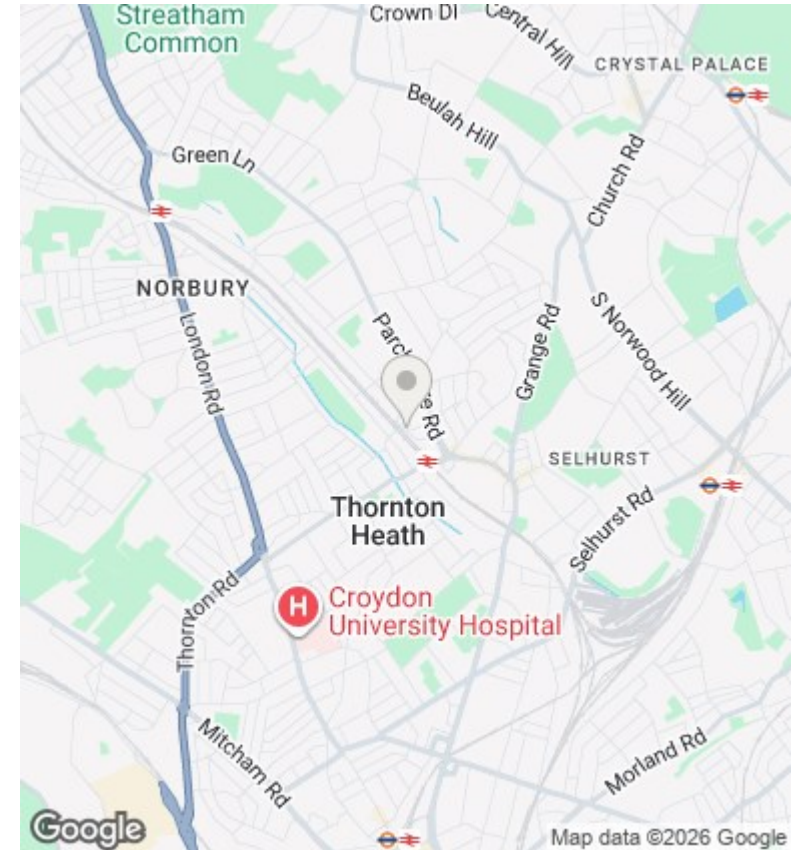 Streatham
Common
Crown Dl
Central Hill
CRYSTAL PALACE
Beulah Hill
Green Ln
Church Rd
NORBURY
London Rd
Grange Rd
S Norwood Hill
SELHURST
Thornton
Heath
Selhurst Rd
Thornton Rd
H
Croydon
University Hospital
Mitcham Rd
Morland Rd
Google
Map data ©2026 Google